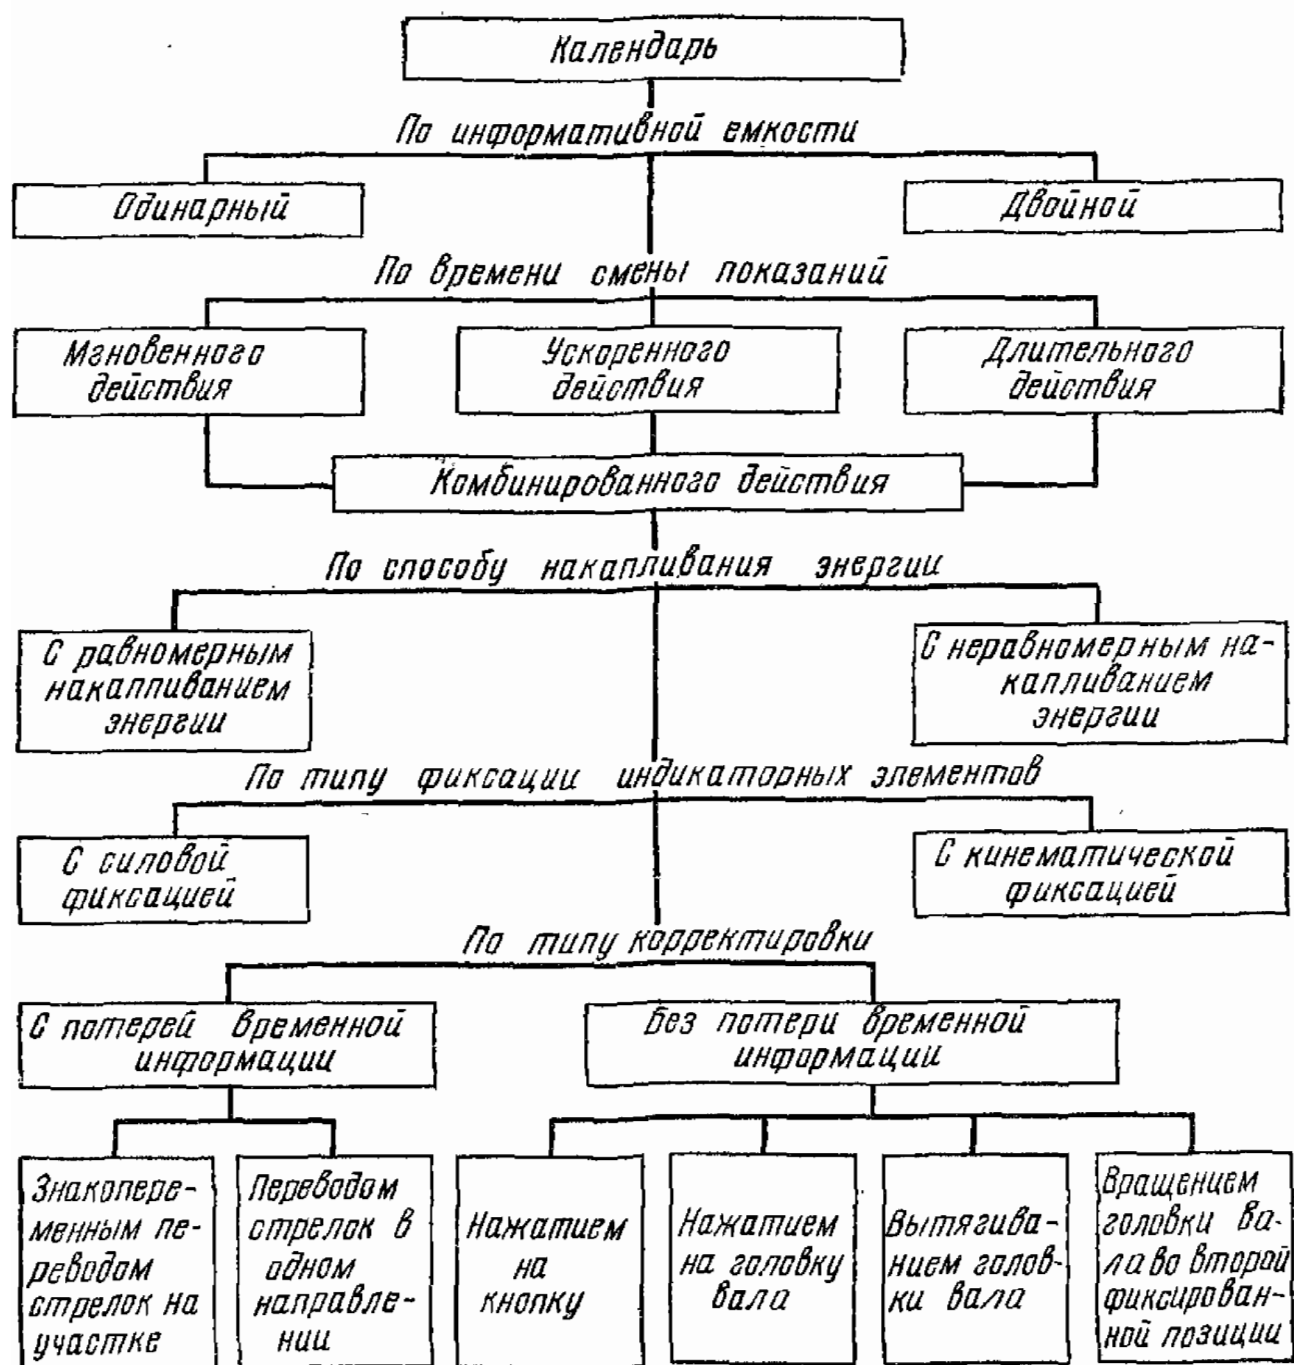 Календарь
По информативной емкости
Одинарный
Двойной
По времени смены показаний
Мгновенного
действия
Ускоренного
действия
Длительного
действия
Комбинированного действия
По способу накапливания энергии
С равномерным
накапливанием
энергии
С неравномерным на-
капливанием
энергии
По типу фиксации индикаторных элементов
С силовой
фиксацией
С кинематической
фиксацией
По типу корректировки
С потерей временной
информации
Без потери временной
информации
Знакопере-
менным пе-
реводом
стрелок на
участке
Переводом
стрелок в
одном
направле-
нии
Нажатием
на
кнопку
Нажатием
на головку
вала
Вытягива-
нием голов-
ки вала
Вращением
головки ва-
ла во второй
фиксирован-
ной позиции